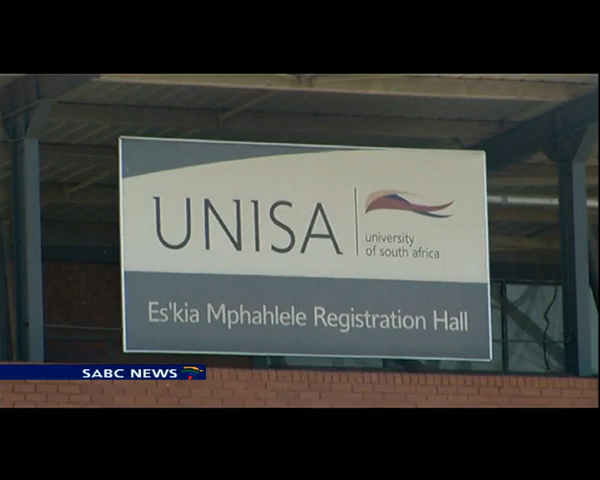 UNISA
university
of south africa
Es'kia Mphahlele Registration Hall
SABC NEWS